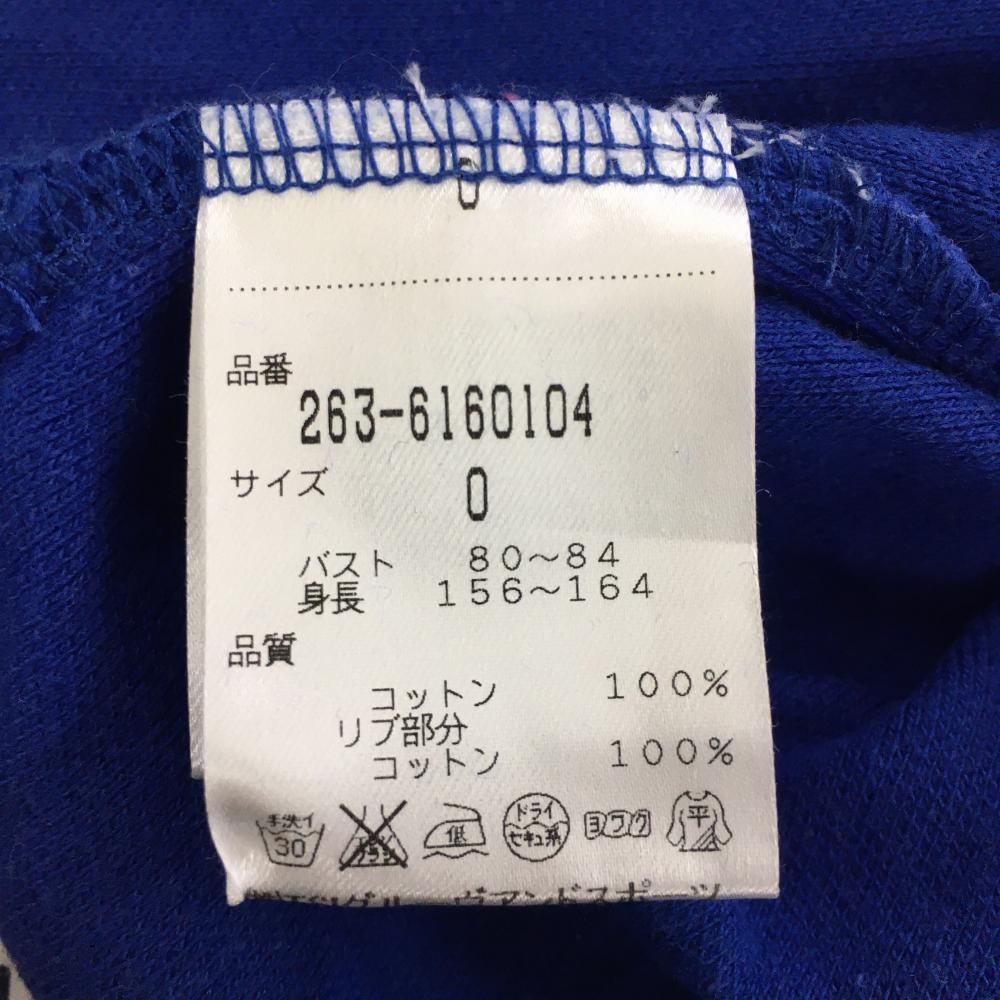 0
品番
263-6160104
サイズ 0
バスト 80～84
身長 156～164
品質
コットン 100%
リブ部分
コットン 100%
手洗イ 30 低 ドライ セキユ系 ヨワク 平